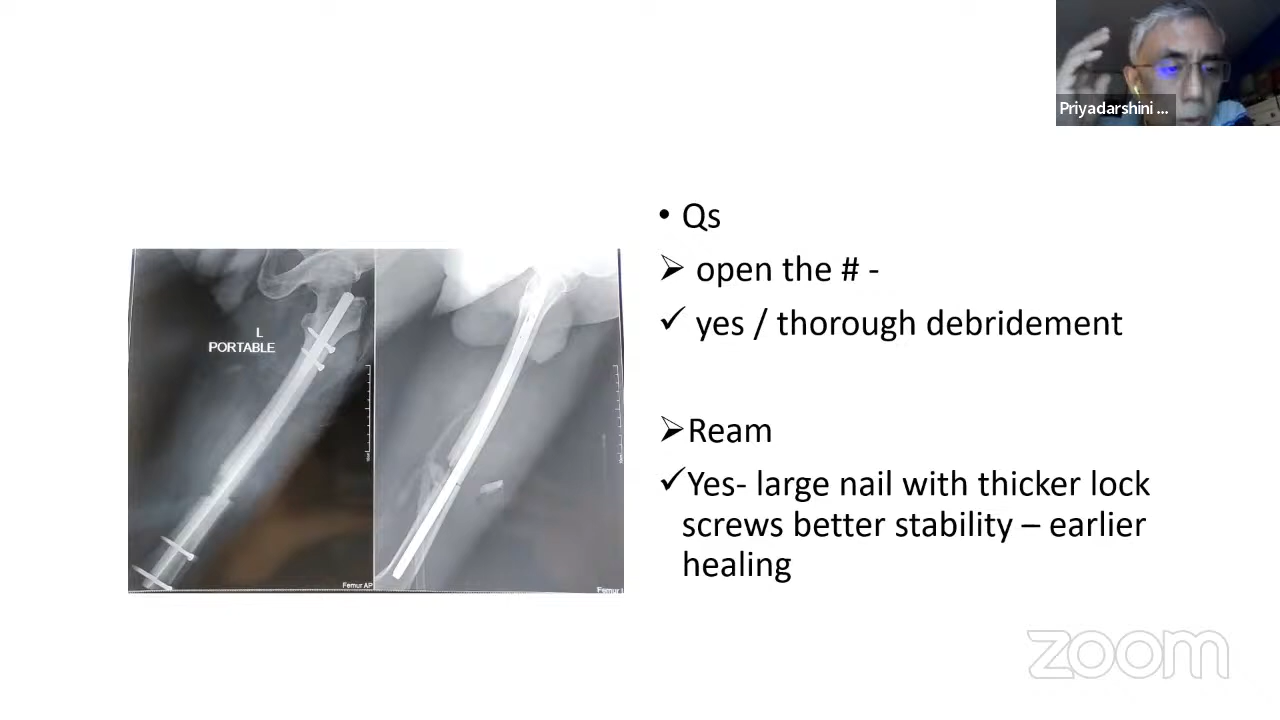 Priyadarshini ...
• Qs
➢ open the # -
✓ yes / thorough debridement
➢Ream
✓Yes- large nail with thicker lock
screws better stability – earlier
healing
L
PORTABLE
Femur AP
Femur
zoom